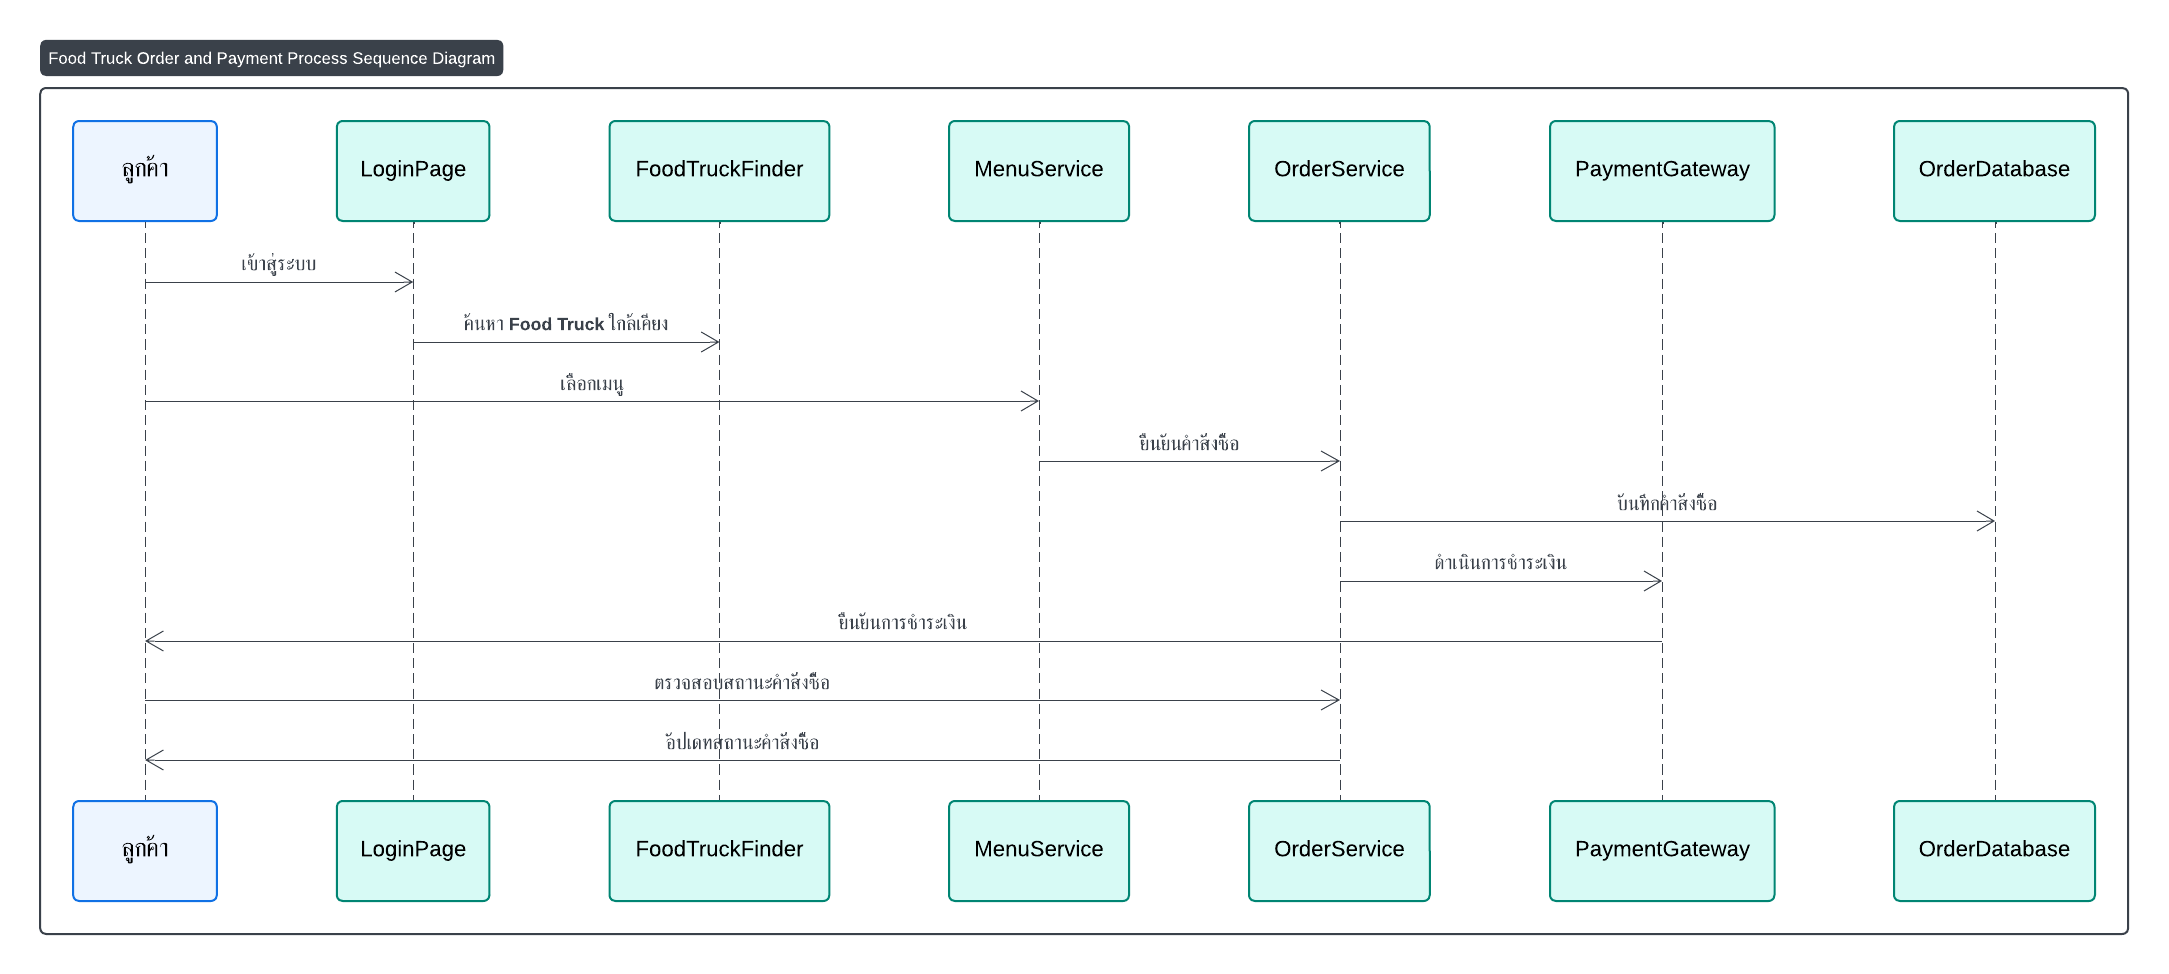 Food Truck Order and Payment Process Sequence Diagram
ลูกค้า LoginPage FoodTruckFinder MenuService OrderService PaymentGateway OrderDatabase
เข้าสู่ระบบ
ค้นหา Food Truck ใกล้เคียง
เลือกเมนู
ยืนยันคำสั่งซื้อ
บันทึกคำสั่งซื้อ
ดำเนินการชำระเงิน
ยืนยันการชำระเงิน
ตรวจสอบสถานะคำสั่งซื้อ
อัปเดทสถานะคำสั่งซื้อ
ลูกค้า LoginPage FoodTruckFinder MenuService OrderService PaymentGateway OrderDatabase